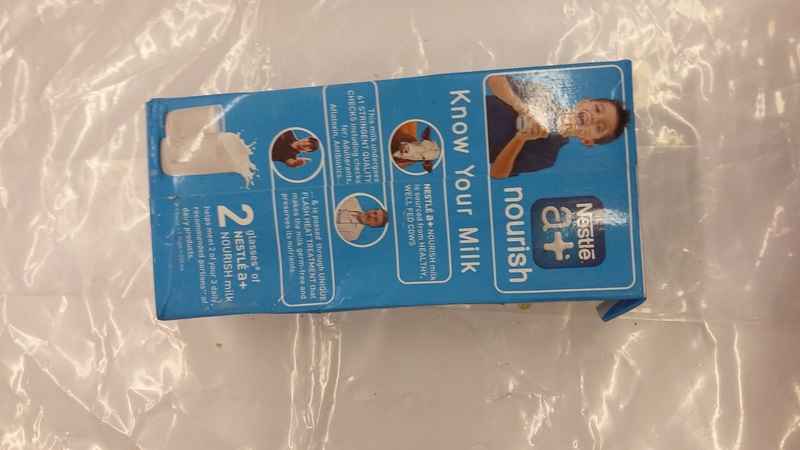 Nestlé
a+
nourish
Know Your Milk
NESTLÉ a+ NOURISH milk
is sourced from HEALTHY,
WELL FED COWS
This milk undergoes
61 STRINGENT QUALITY
CHECKS including checks
for: Adulterants,
Aflatoxin, Antibiotics...
... & is passed through UNIQUE
FLASH HEAT TREATMENT that
makes the milk germ-free and
preserves its nutrients.
2
glasses# of
NESTLÉ a+
NOURISH milk
helps meet 2 of your 3 daily
recommended portions" of
dairy products.